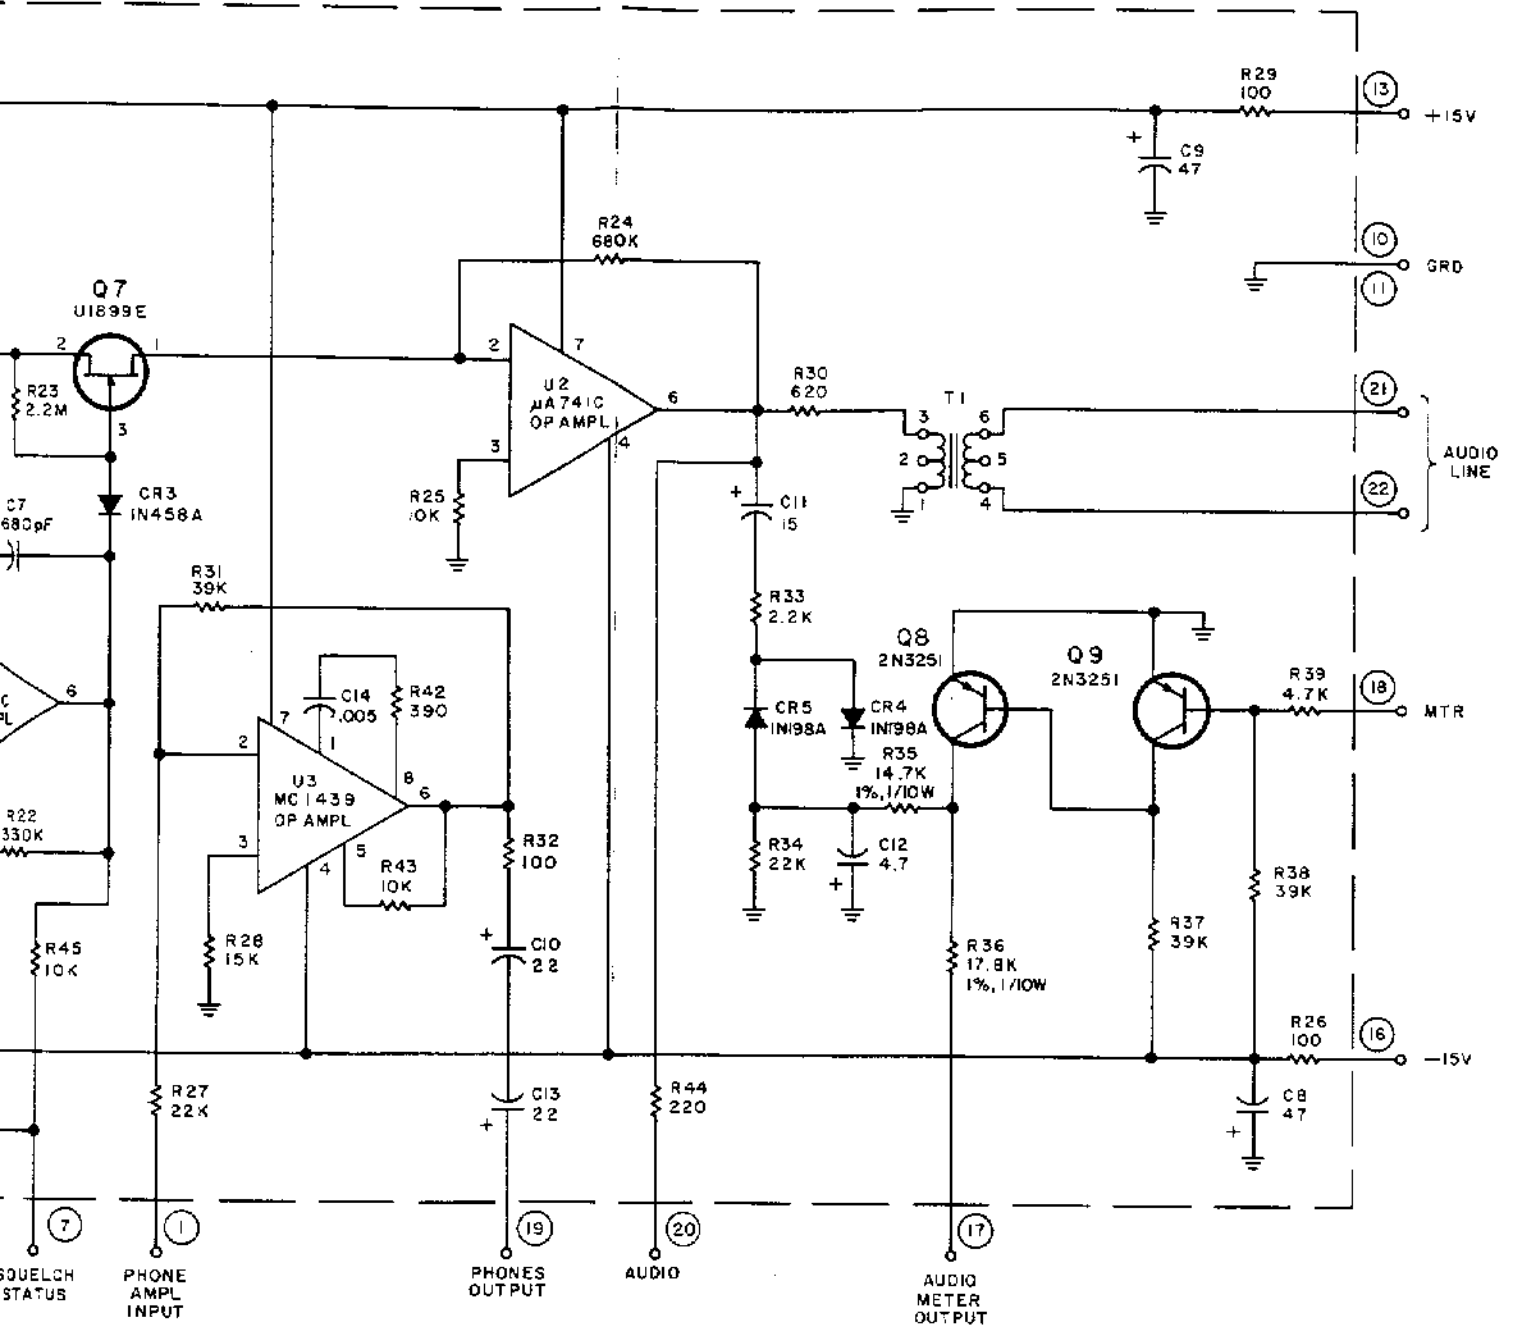 R29
100
13
+15V
+
C9
47
R24
680K
10
GRD
11
Q7
U1899E
2
1
R23
2.2M
3
2
7
U2
µA741C
OP AMPL
6
4
3
R25
10K
R30
620
T1
3
6
2
5
1
4
21
AUDIO
LINE
22
CR3
1N458A
C7
680pF
+
C11
15
R31
39K
R33
2.2K
Q8
2N3251
Q9
2N3251
R39
4.7K
18
MTR
C14
.005
R42
390
CR5
1N198A
CR4
1N198A
R35
14.7K
1%, 1/10W
6
C
PL
7
1
2
8
U3
MC1439
OP AMPL
6
3
4
5
R43
10K
R32
100
R22
330K
R34
22K
C12
4.7
+
R38
39K
R37
39K
R45
10K
R28
15K
+
C10
22
R36
17.8K
1%, 1/10W
R26
100
16
-15V
R27
22K
C13
22
+
R44
220
C8
47
+
7
SQUELCH
STATUS
1
PHONE
AMPL
INPUT
19
PHONES
OUTPUT
20
AUDIO
17
AUDIO
METER
OUTPUT